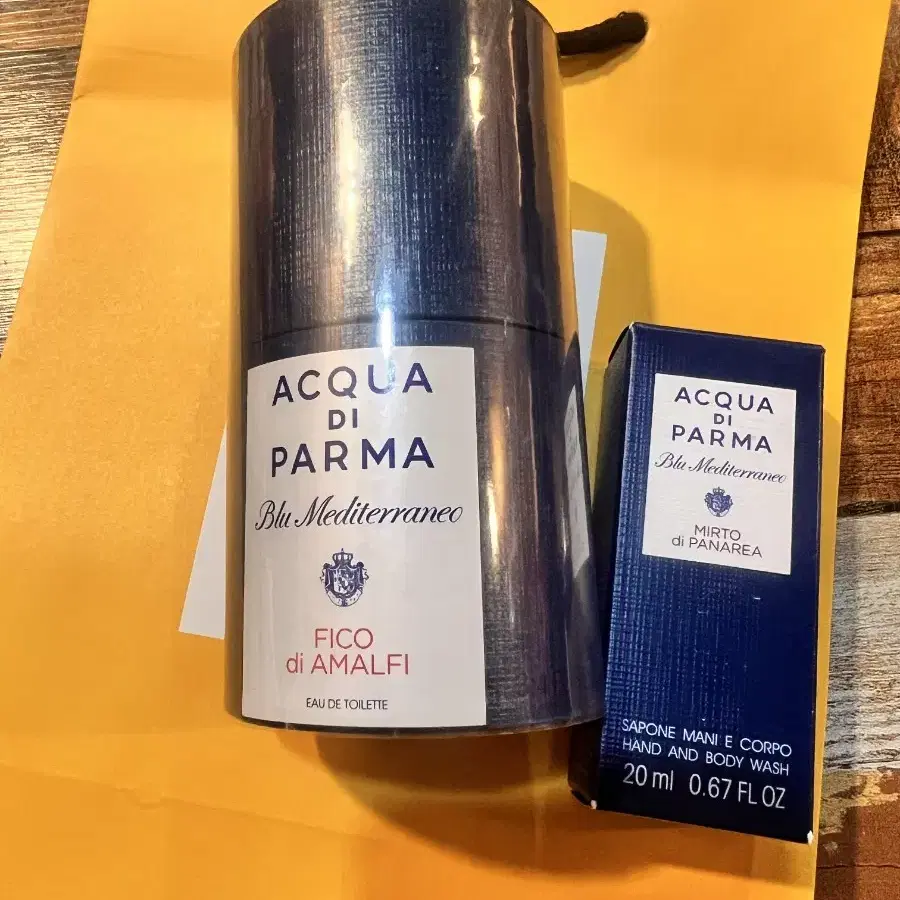 ACQUA
DI
PARMA
Blu Mediterraneo
FICO
di AMALFI
EAU DE TOILETTE
ACQUA
DI
PARMA
Blu Mediterraneo
MIRTO
di PANAREA
SAPONE MANI E CORPO
HAND AND BODY WASH
20 ml 0.67 FL OZ